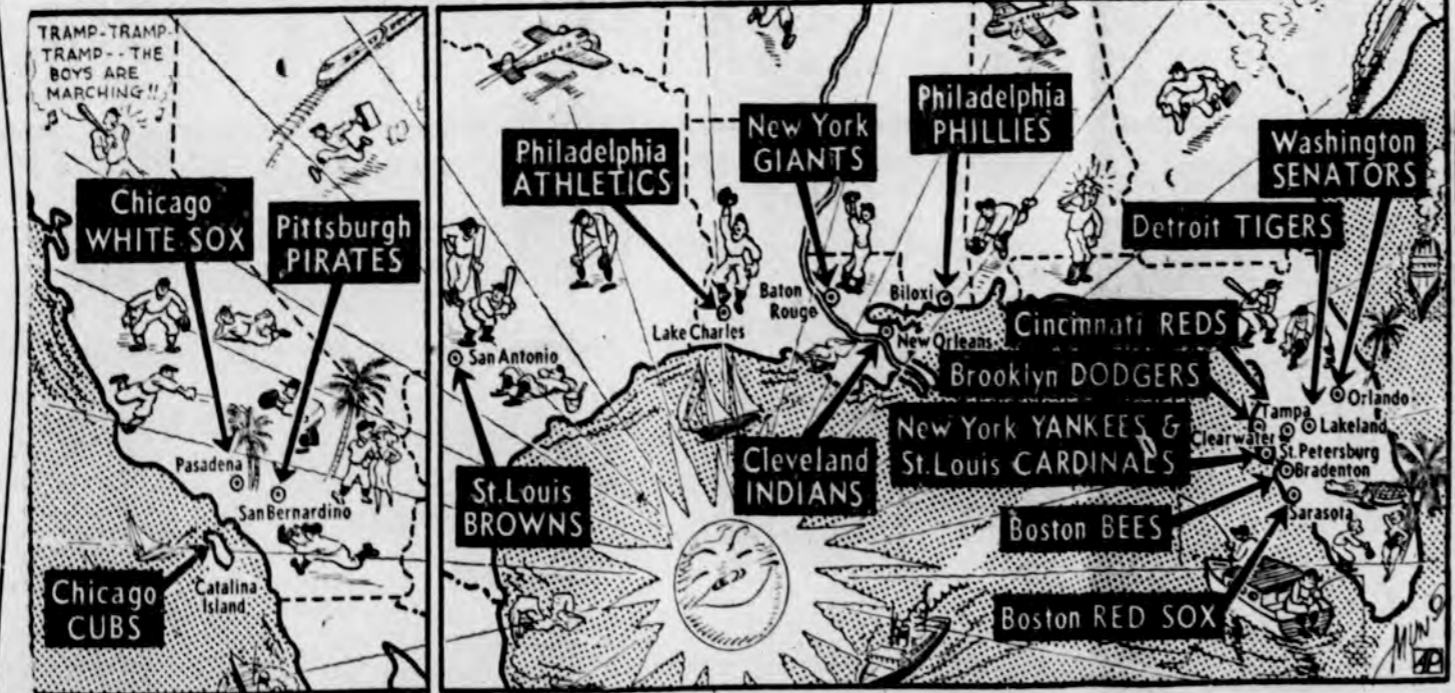 TRAMP-TRAMP-
TRAMP--THE
BOYS ARE
MARCHING!!
Chicago
WHITE SOX
Pittsburgh
PIRATES
Pasadena
San Bernardino
Catalina
Island
Chicago
CUBS
Philadelphia
ATHLETICS
New York
GIANTS
Philadelphia
PHILLIES
Washington
SENATORS
Detroit TIGERS
Baton
Rouge
Biloxi
Lake Charles
New Orleans
San Antonio
Cincinnati REDS
Brooklyn DODGERS
New York YANKEES &
St. Louis CARDINALS
Orlando
Tampa
Lakeland
Clearwater
St. Petersburg
Bradenton
Sarasota
St. Louis
BROWNS
Cleveland
INDIANS
Boston BEES
Boston RED SOX
MUNO
AP